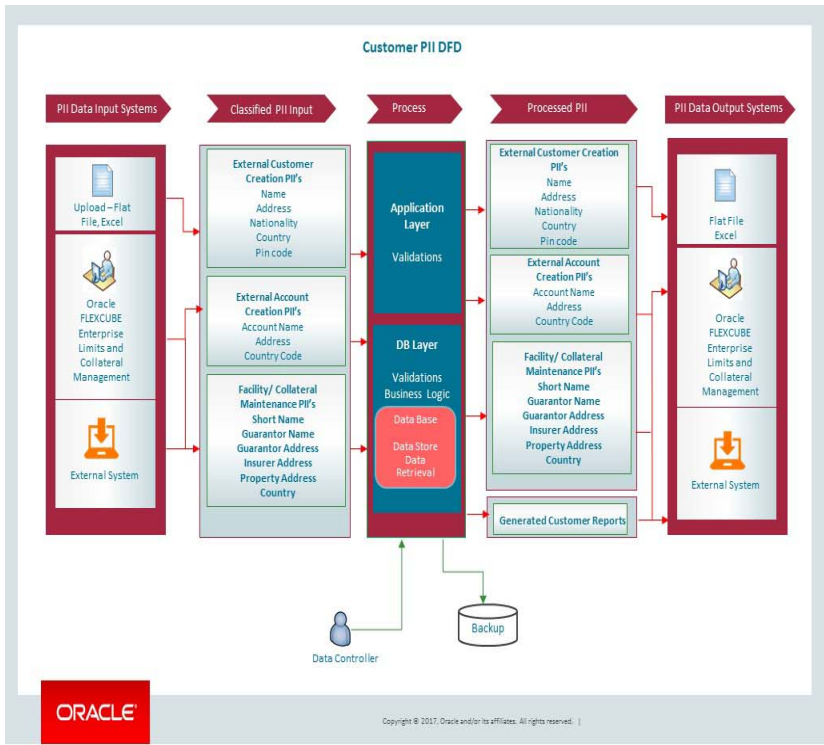 Customer PII DFD
PII Data Input Systems
Classified PII Input
Process
Processed PII
PII Data Output Systems
Upload – Flat
File, Excel
Oracle
FLEXCUBE
Enterprise
Limits and
Collateral
Management
External System
External Customer
Creation PII's
Name
Address
Nationality
Country
Pin code
External Account
Creation PII's
Account Name
Address
Country Code
Facility/ Collateral
Maintenance PII's
Short Name
Guarantor Name
Guarantor Address
Insurer Address
Property Address
Country
Application
Layer
Validations
DB Layer
Validations
Business Logic
Data Base
Data Store
Data
Retrieval
External Customer Creation
PII's
Name
Address
Nationality
Country
Pin code
External Account
Creation PII's
Account Name
Address
Country Code
Facility/ Collateral
Maintenance PII's
Short Name
Guarantor Name
Guarantor Address
Insurer Address
Property Address
Country
Generated Customer Reports
Flat File
Excel
Oracle
FLEXCUBE
Enterprise
Limits and
Collateral
Management
External System
Data Controller
Backup
ORACLE
Copyright © 2017, Oracle and/or its affiliates. All rights reserved. |